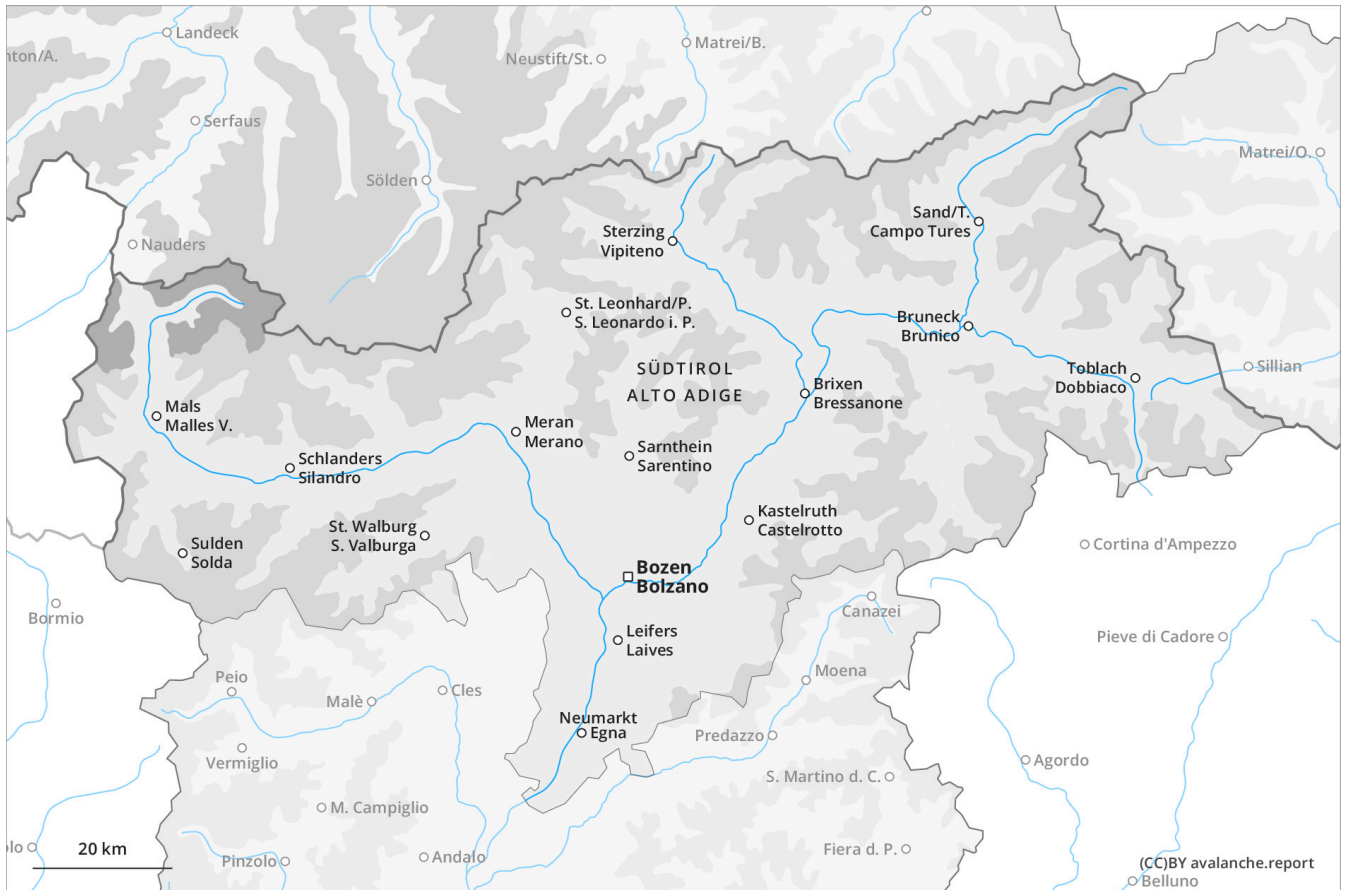 Landeck
Matrei/B.
nton/A.
Neustift/St.
Serfaus
Matrei/O.
Sölden
Sand/T.
Campo Tures
Sterzing
Vipiteno
Nauders
St. Leonhard/P.
S. Leonardo i. P.
Bruneck
Brunico
SÜDTIROL
ALTO ADIGE
Toblach
Dobbiaco
Sillian
Brixen
Bressanone
Mals
Malles V.
Meran
Merano
Schlanders
Silandro
Sarnthein
Sarentino
St. Walburg
S. Valburga
Kastelruth
Castelrotto
Sulden
Solda
Cortina d'Ampezzo
Bozen
Bolzano
Bormio
Canazei
Leifers
Laives
Pieve di Cadore
Peio
Malè
Cles
Moena
Neumarkt
Egna
Predazzo
Vermiglio
Agordo
S. Martino d. C.
M. Campiglio
lo
20 km
Pinzolo
Andalo
Fiera d. P.
(CC)BY avalanche.report
Belluno